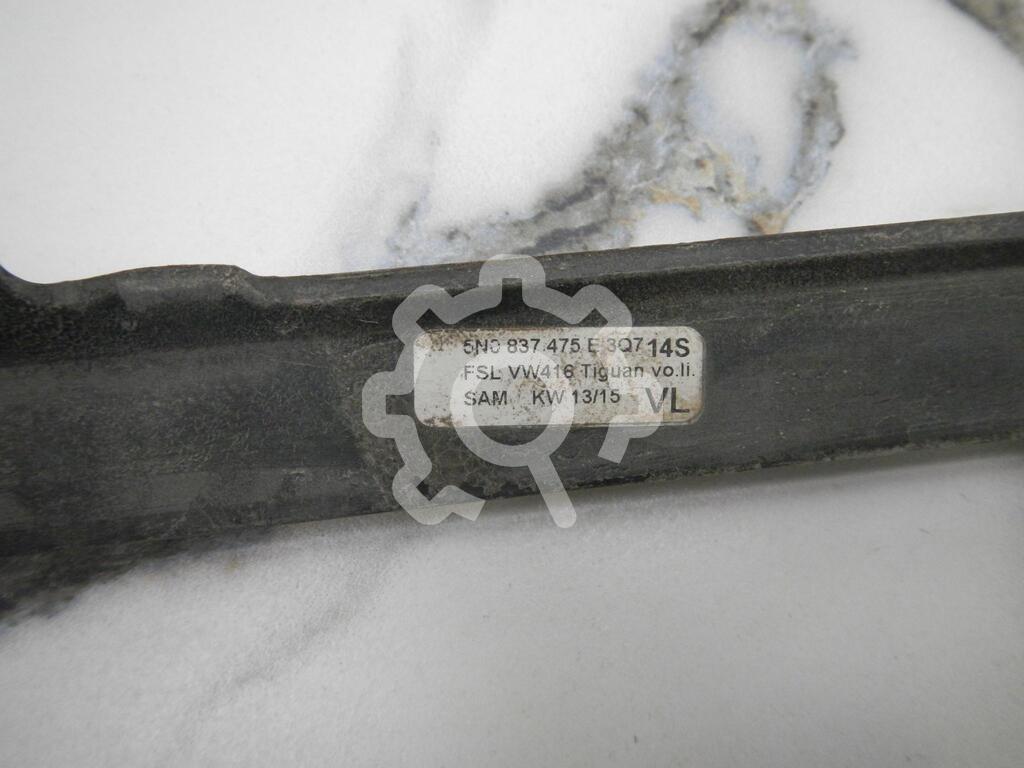 5N0 837 475 E 3Q7 14S
FSL VW416 Tiguan vo.li.
SAM KW 13/15 VL